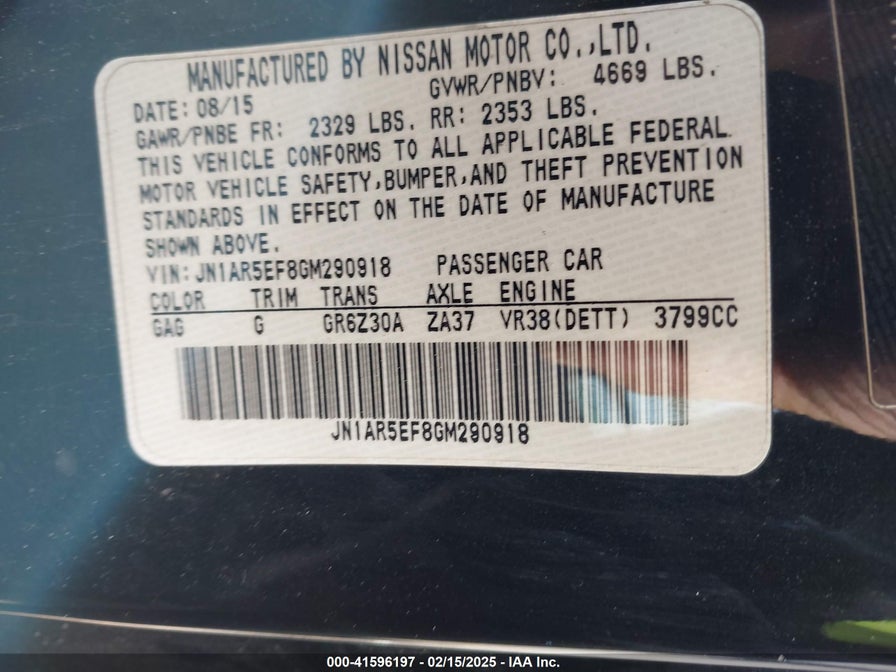 MANUFACTURED BY NISSAN MOTOR CO.,LTD.
DATE: 08/15 GVWR/PNBV: 4669 LBS.
GAWR/PNBE FR: 2329 LBS. RR: 2353 LBS.
THIS VEHICLE CONFORMS TO ALL APPLICABLE FEDERAL
MOTOR VEHICLE SAFETY,BUMPER,AND THEFT PREVENTION
STANDARDS IN EFFECT ON THE DATE OF MANUFACTURE
SHOWN ABOVE.
VIN: JN1AR5EF8GM290918 PASSENGER CAR
COLOR TRIM TRANS AXLE ENGINE
GAG G GR6Z30A ZA37 VR38(DETT) 3799CC
JN1AR5EF8GM290918
000-41596197 - 02/15/2025 - IAA Inc.